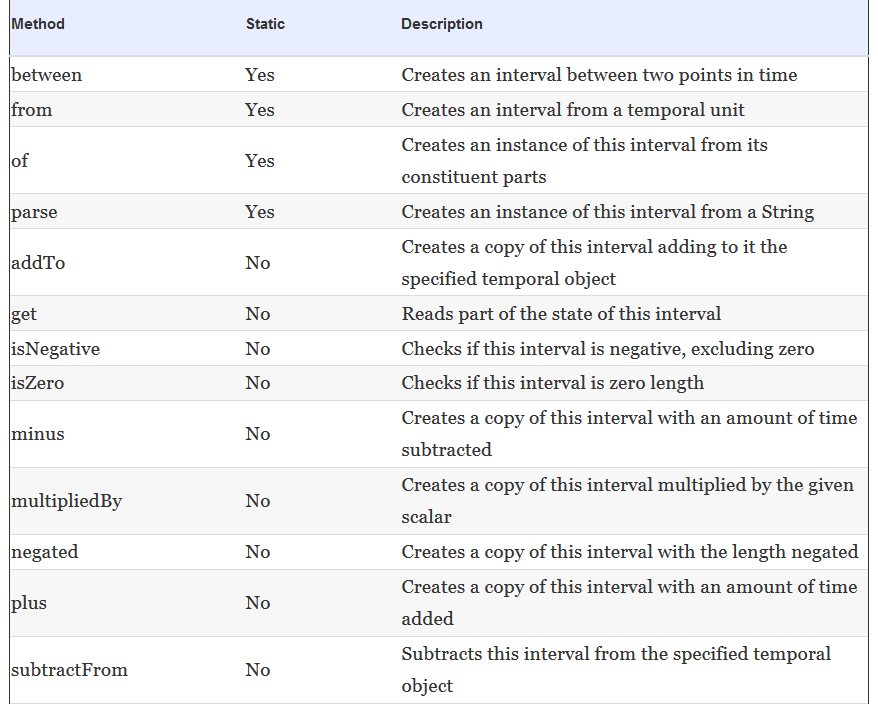 Method Static Description
between Yes Creates an interval between two points in time
from Yes Creates an interval from a temporal unit
of Yes Creates an instance of this interval from its
constituent parts
parse Yes Creates an instance of this interval from a String
addTo No Creates a copy of this interval adding to it the
specified temporal object
get No Reads part of the state of this interval
isNegative No Checks if this interval is negative, excluding zero
isZero No Checks if this interval is zero length
minus No Creates a copy of this interval with an amount of time
subtracted
multipliedBy No Creates a copy of this interval multiplied by the given
scalar
negated No Creates a copy of this interval with the length negated
plus No Creates a copy of this interval with an amount of time
added
subtractFrom No Subtracts this interval from the specified temporal
object